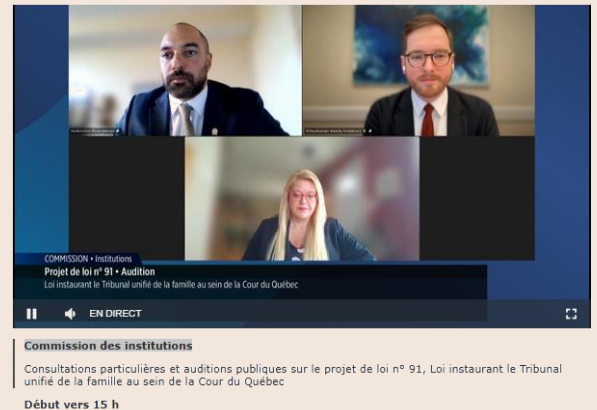 COMMISSION • Institutions
Projet de loi n° 91 • Audition
Loi instaurant le Tribunal unifié de la famille au sein de la Cour du Québec
EN DIRECT
Commission des institutions
Consultations particulières et auditions publiques sur le projet de loi n° 91, Loi instaurant le Tribunal
unifié de la famille au sein de la Cour du Québec
Début vers 15 h